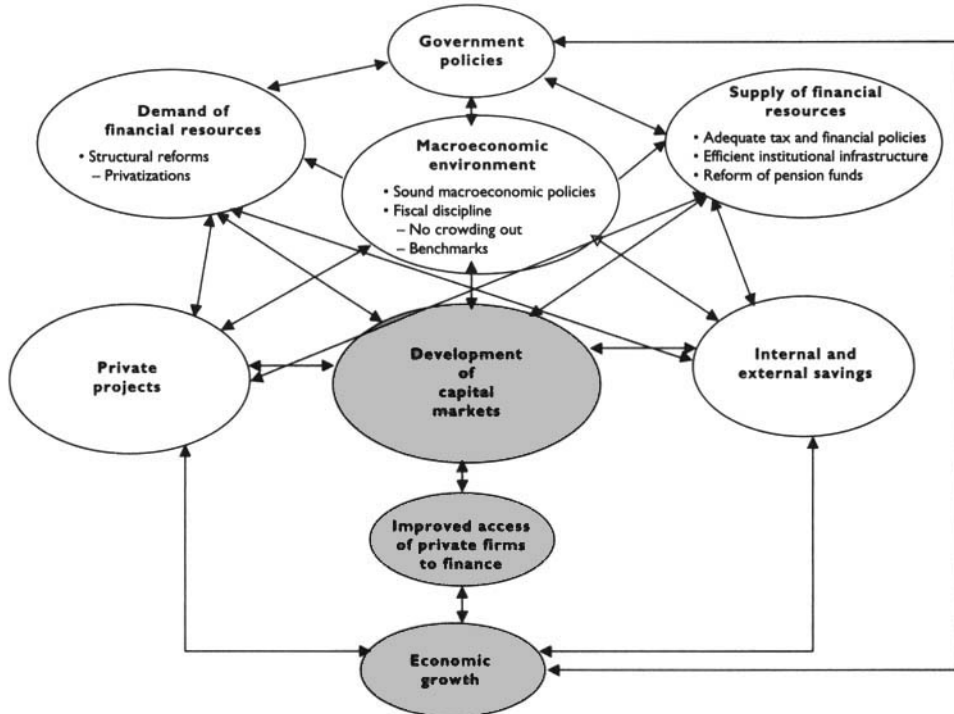 Government
policies
Demand of
financial resources
• Structural reforms
– Privatizations
Macroeconomic
environment
• Sound macroeconomic policies
• Fiscal discipline
– No crowding out
– Benchmarks
Supply of financial
resources
• Adequate tax and financial policies
• Efficient institutional infrastructure
• Reform of pension funds
Private
projects
Development
of
capital
markets
Internal and
external savings
Improved access
of private firms
to finance
Economic
growth